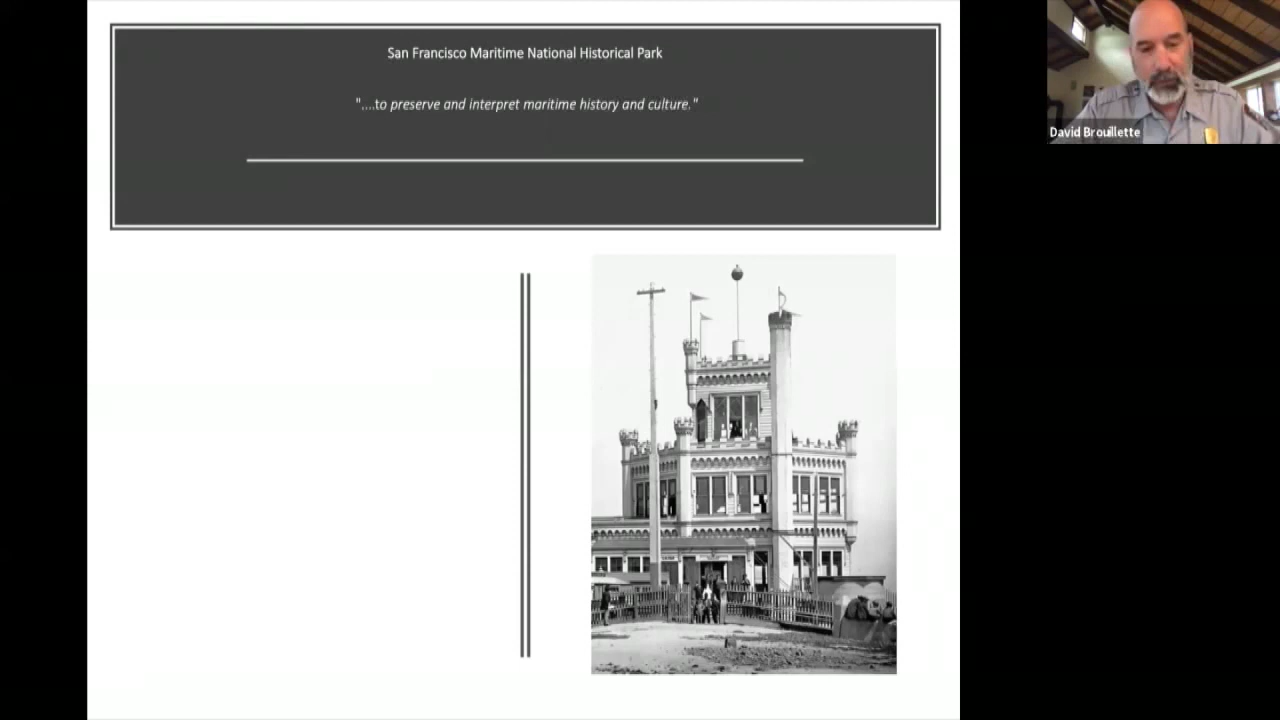 San Francisco Maritime National Historical Park
"....to preserve and interpret maritime history and culture."
David Brouillette